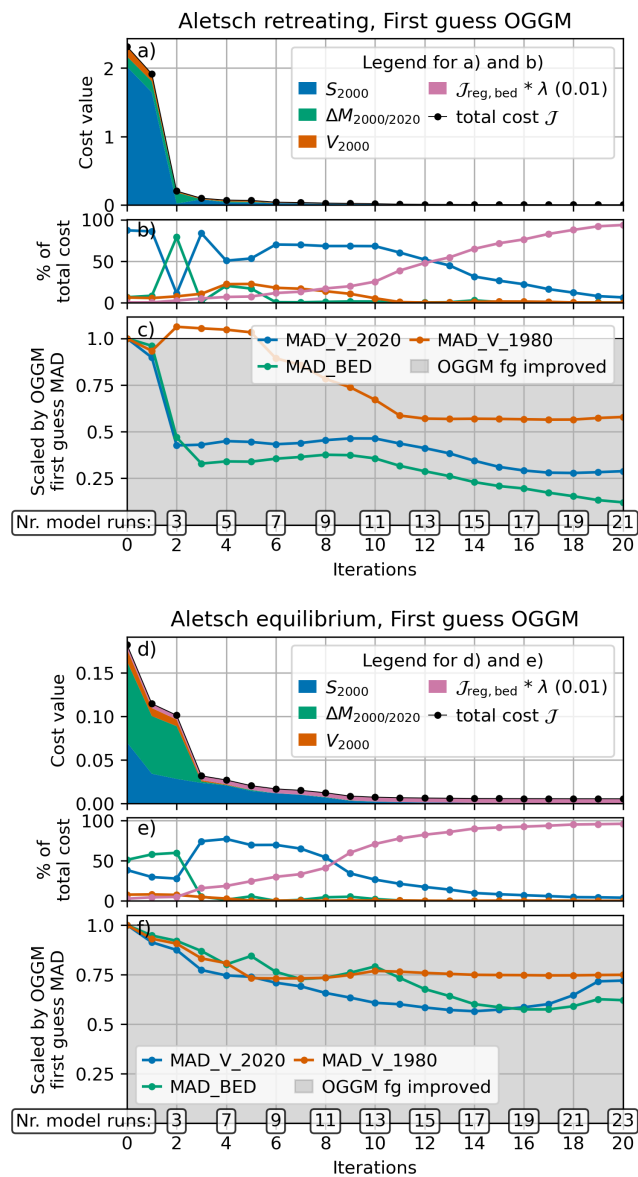 Aletsch retreating, First guess OGGM
a)
Legend for a) and b)
S2000
ΔM2000/2020
V2000
𝒥reg, bed * λ (0.01)
total cost 𝒥
Cost value
2
1
0
b)
% of
total cost
100
50
0
c)
MAD_V_2020
MAD_BED
MAD_V_1980
OGGM fg improved
Scaled by OGGM
first guess MAD
1.0
0.75
0.5
0.25
Nr. model runs: 3 5 7 9 11 13 15 17 19 21
0 2 4 6 8 10 12 14 16 18 20
Iterations
Aletsch equilibrium, First guess OGGM
d)
Legend for d) and e)
S2000
ΔM2000/2020
V2000
𝒥reg, bed * λ (0.01)
total cost 𝒥
Cost value
0.15
0.10
0.05
0.00
e)
% of
total cost
100
50
0
f)
Scaled by OGGM
first guess MAD
1.0
0.75
0.5
0.25
MAD_V_2020
MAD_BED
MAD_V_1980
OGGM fg improved
Nr. model runs: 3 7 9 11 13 15 17 19 21 23
0 2 4 6 8 10 12 14 16 18 20
Iterations